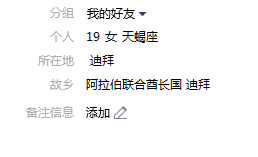 分组 我的好友
个人 19 女 天蝎座
所在地 迪拜
故乡 阿拉伯联合酋长国 迪拜
备注信息 添加